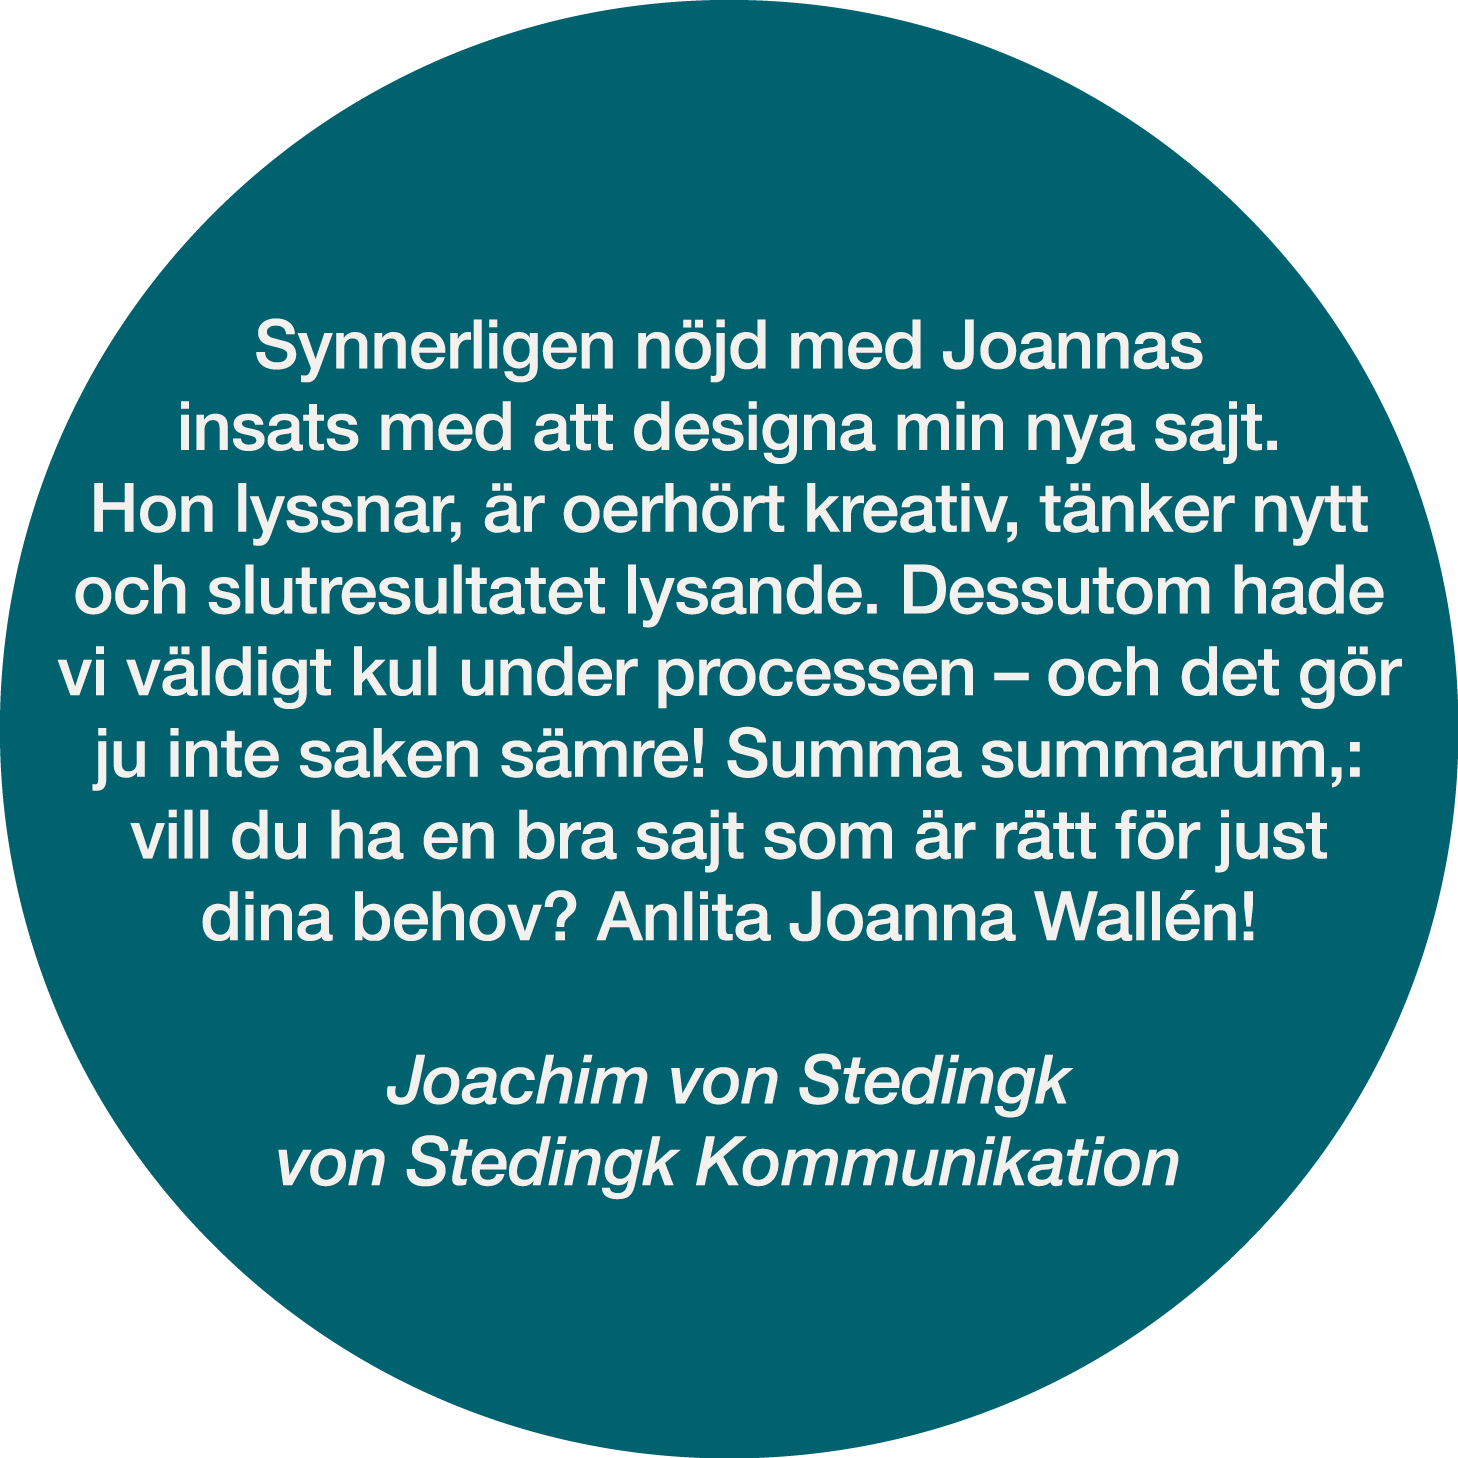 Synnerligen nöjd med Joannas
insats med att designa min nya sajt.
Hon lyssnar, är oerhört kreativ, tänker nytt
och slutresultatet lysande. Dessutom hade
vi väldigt kul under processen – och det gör
ju inte saken sämre! Summa summarum,:
vill du ha en bra sajt som är rätt för just
dina behov? Anlita Joanna Wallén!
Joachim von Stedingk
von Stedingk Kommunikation